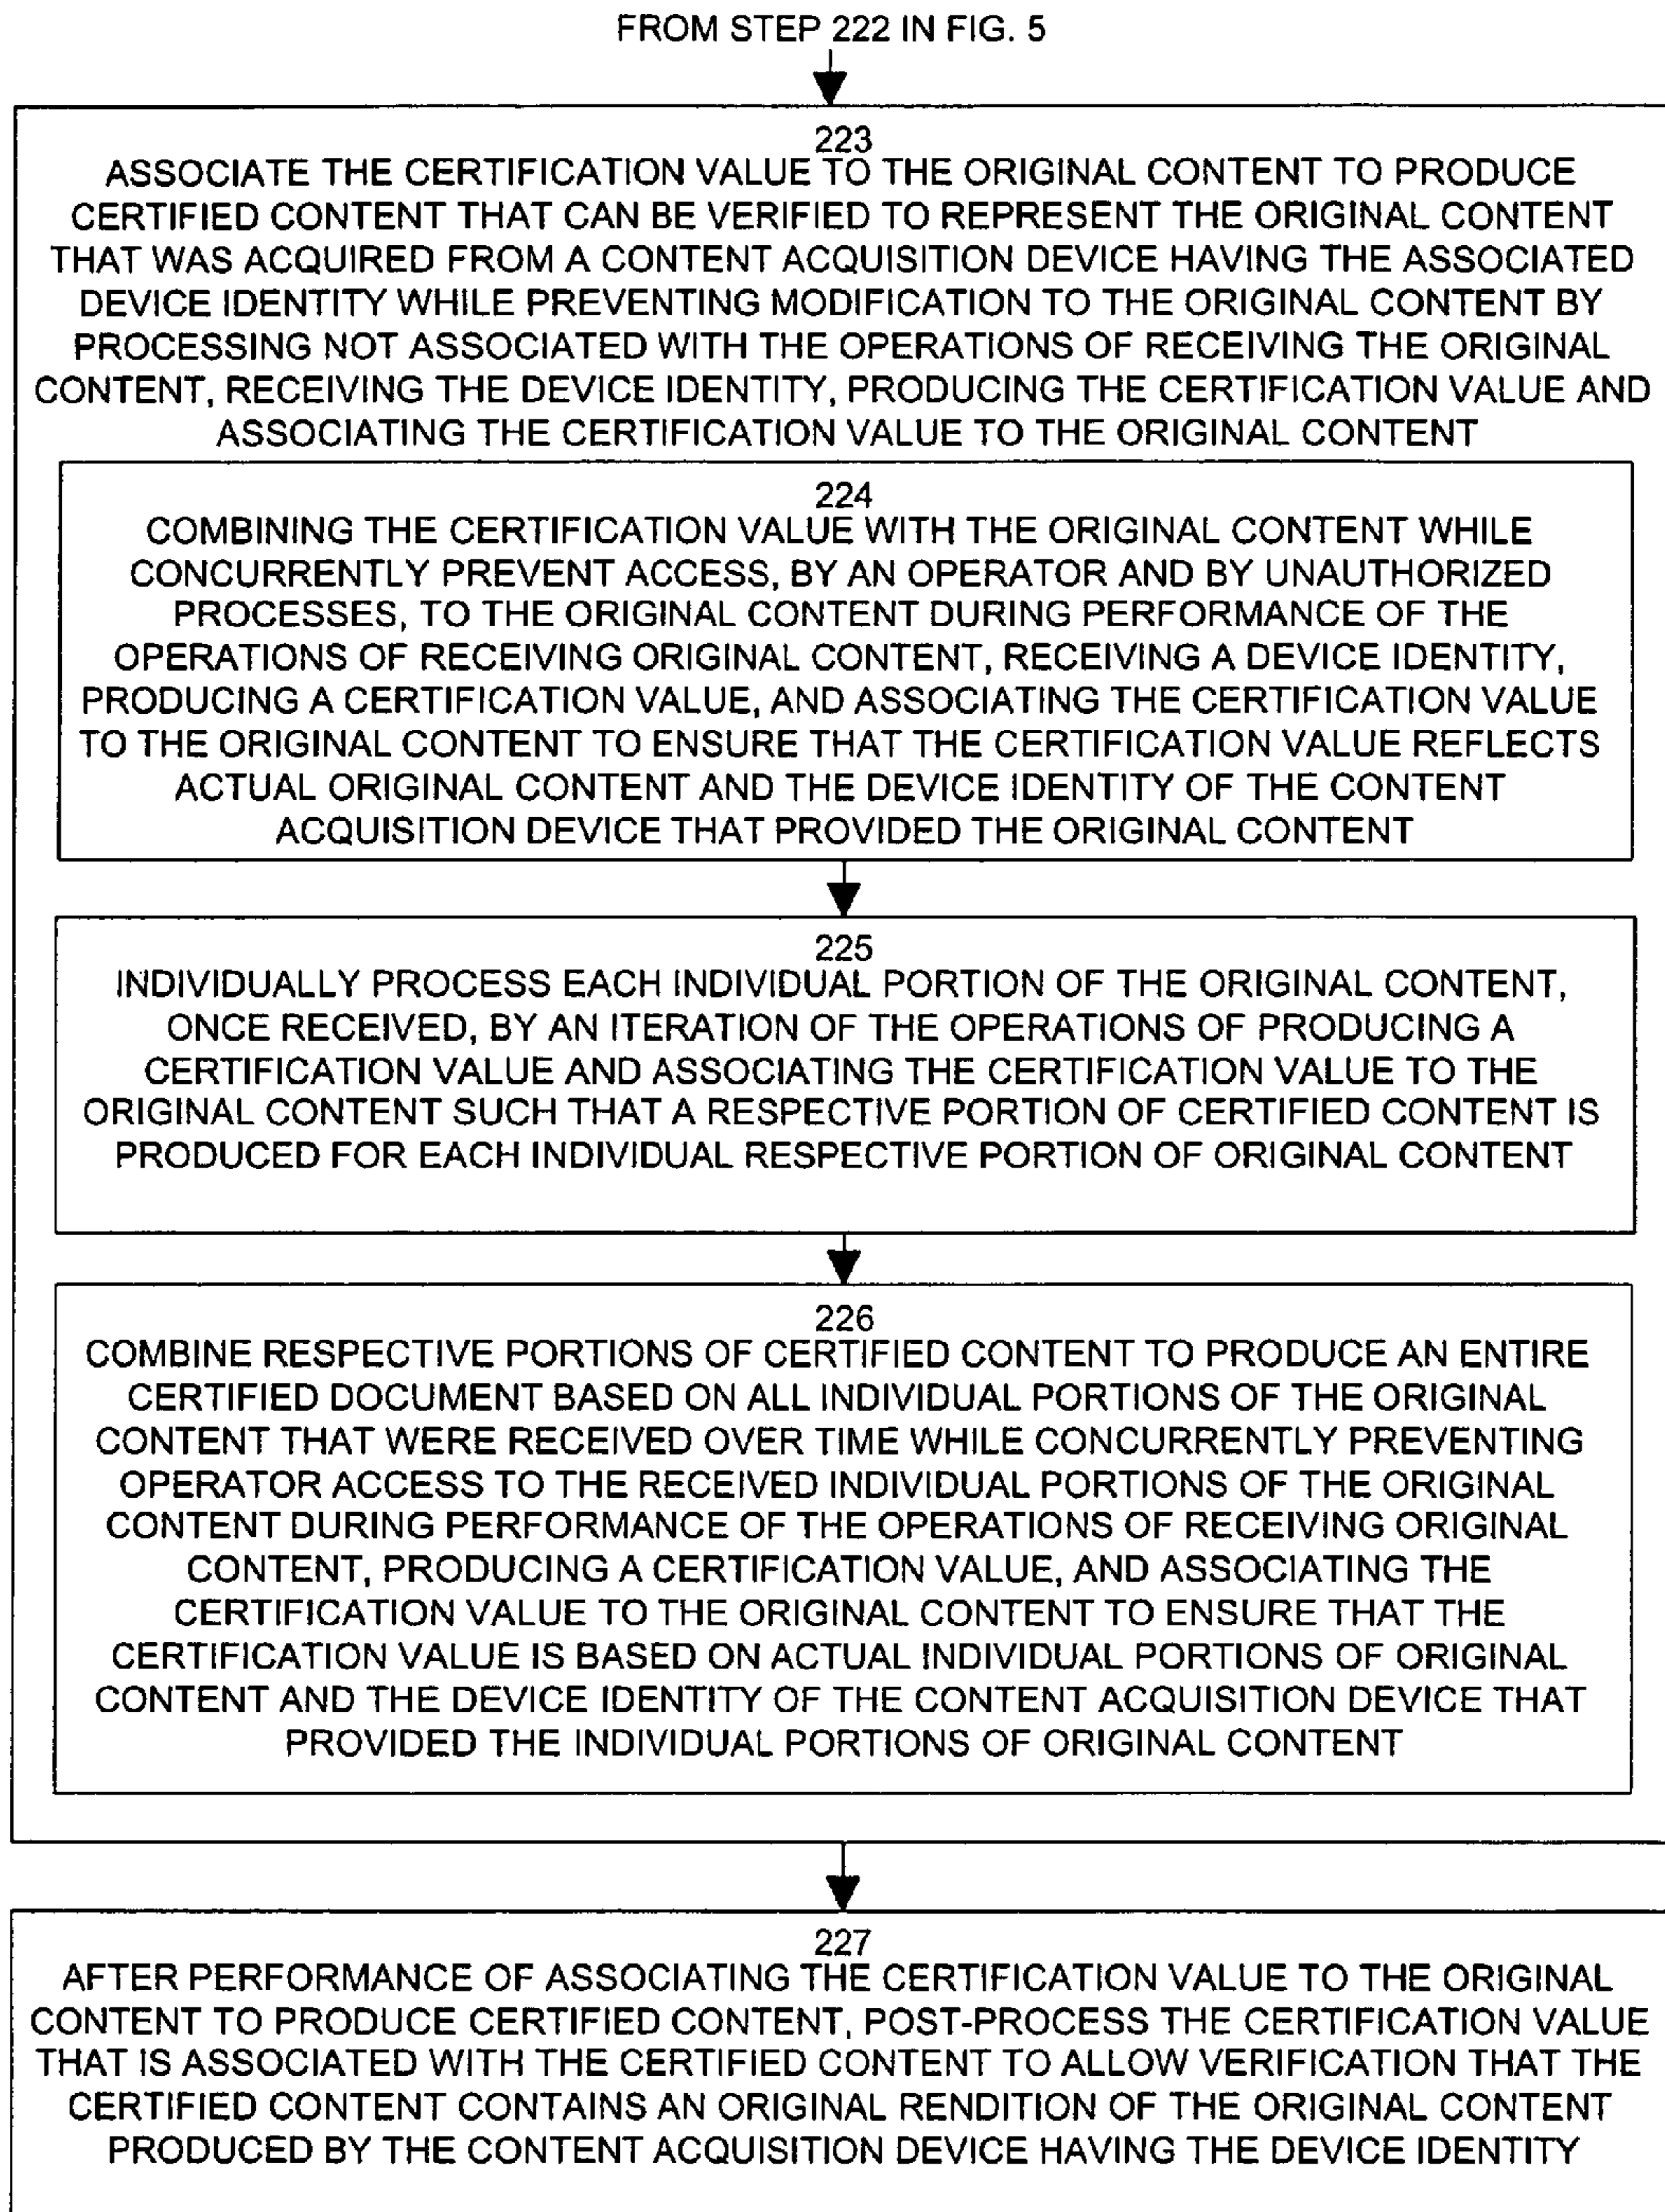 FROM STEP 222 IN FIG. 5
223
ASSOCIATE THE CERTIFICATION VALUE TO THE ORIGINAL CONTENT TO PRODUCE
CERTIFIED CONTENT THAT CAN BE VERIFIED TO REPRESENT THE ORIGINAL CONTENT
THAT WAS ACQUIRED FROM A CONTENT ACQUISITION DEVICE HAVING THE ASSOCIATED
DEVICE IDENTITY WHILE PREVENTING MODIFICATION TO THE ORIGINAL CONTENT BY
PROCESSING NOT ASSOCIATED WITH THE OPERATIONS OF RECEIVING THE ORIGINAL
CONTENT, RECEIVING THE DEVICE IDENTITY, PRODUCING THE CERTIFICATION VALUE AND
ASSOCIATING THE CERTIFICATION VALUE TO THE ORIGINAL CONTENT
224
COMBINING THE CERTIFICATION VALUE WITH THE ORIGINAL CONTENT WHILE
CONCURRENTLY PREVENT ACCESS, BY AN OPERATOR AND BY UNAUTHORIZED
PROCESSES, TO THE ORIGINAL CONTENT DURING PERFORMANCE OF THE
OPERATIONS OF RECEIVING ORIGINAL CONTENT, RECEIVING A DEVICE IDENTITY,
PRODUCING A CERTIFICATION VALUE, AND ASSOCIATING THE CERTIFICATION VALUE
TO THE ORIGINAL CONTENT TO ENSURE THAT THE CERTIFICATION VALUE REFLECTS
ACTUAL ORIGINAL CONTENT AND THE DEVICE IDENTITY OF THE CONTENT
ACQUISITION DEVICE THAT PROVIDED THE ORIGINAL CONTENT
225
INDIVIDUALLY PROCESS EACH INDIVIDUAL PORTION OF THE ORIGINAL CONTENT,
ONCE RECEIVED, BY AN ITERATION OF THE OPERATIONS OF PRODUCING A
CERTIFICATION VALUE AND ASSOCIATING THE CERTIFICATION VALUE TO THE
ORIGINAL CONTENT SUCH THAT A RESPECTIVE PORTION OF CERTIFIED CONTENT IS
PRODUCED FOR EACH INDIVIDUAL RESPECTIVE PORTION OF ORIGINAL CONTENT
226
COMBINE RESPECTIVE PORTIONS OF CERTIFIED CONTENT TO PRODUCE AN ENTIRE
CERTIFIED DOCUMENT BASED ON ALL INDIVIDUAL PORTIONS OF THE ORIGINAL
CONTENT THAT WERE RECEIVED OVER TIME WHILE CONCURRENTLY PREVENTING
OPERATOR ACCESS TO THE RECEIVED INDIVIDUAL PORTIONS OF THE ORIGINAL
CONTENT DURING PERFORMANCE OF THE OPERATIONS OF RECEIVING ORIGINAL
CONTENT, PRODUCING A CERTIFICATION VALUE, AND ASSOCIATING THE
CERTIFICATION VALUE TO THE ORIGINAL CONTENT TO ENSURE THAT THE
CERTIFICATION VALUE IS BASED ON ACTUAL INDIVIDUAL PORTIONS OF ORIGINAL
CONTENT AND THE DEVICE IDENTITY OF THE CONTENT ACQUISITION DEVICE THAT
PROVIDED THE INDIVIDUAL PORTIONS OF ORIGINAL CONTENT
227
AFTER PERFORMANCE OF ASSOCIATING THE CERTIFICATION VALUE TO THE ORIGINAL
CONTENT TO PRODUCE CERTIFIED CONTENT, POST-PROCESS THE CERTIFICATION VALUE
THAT IS ASSOCIATED WITH THE CERTIFIED CONTENT TO ALLOW VERIFICATION THAT THE
CERTIFIED CONTENT CONTAINS AN ORIGINAL RENDITION OF THE ORIGINAL CONTENT
PRODUCED BY THE CONTENT ACQUISITION DEVICE HAVING THE DEVICE IDENTITY